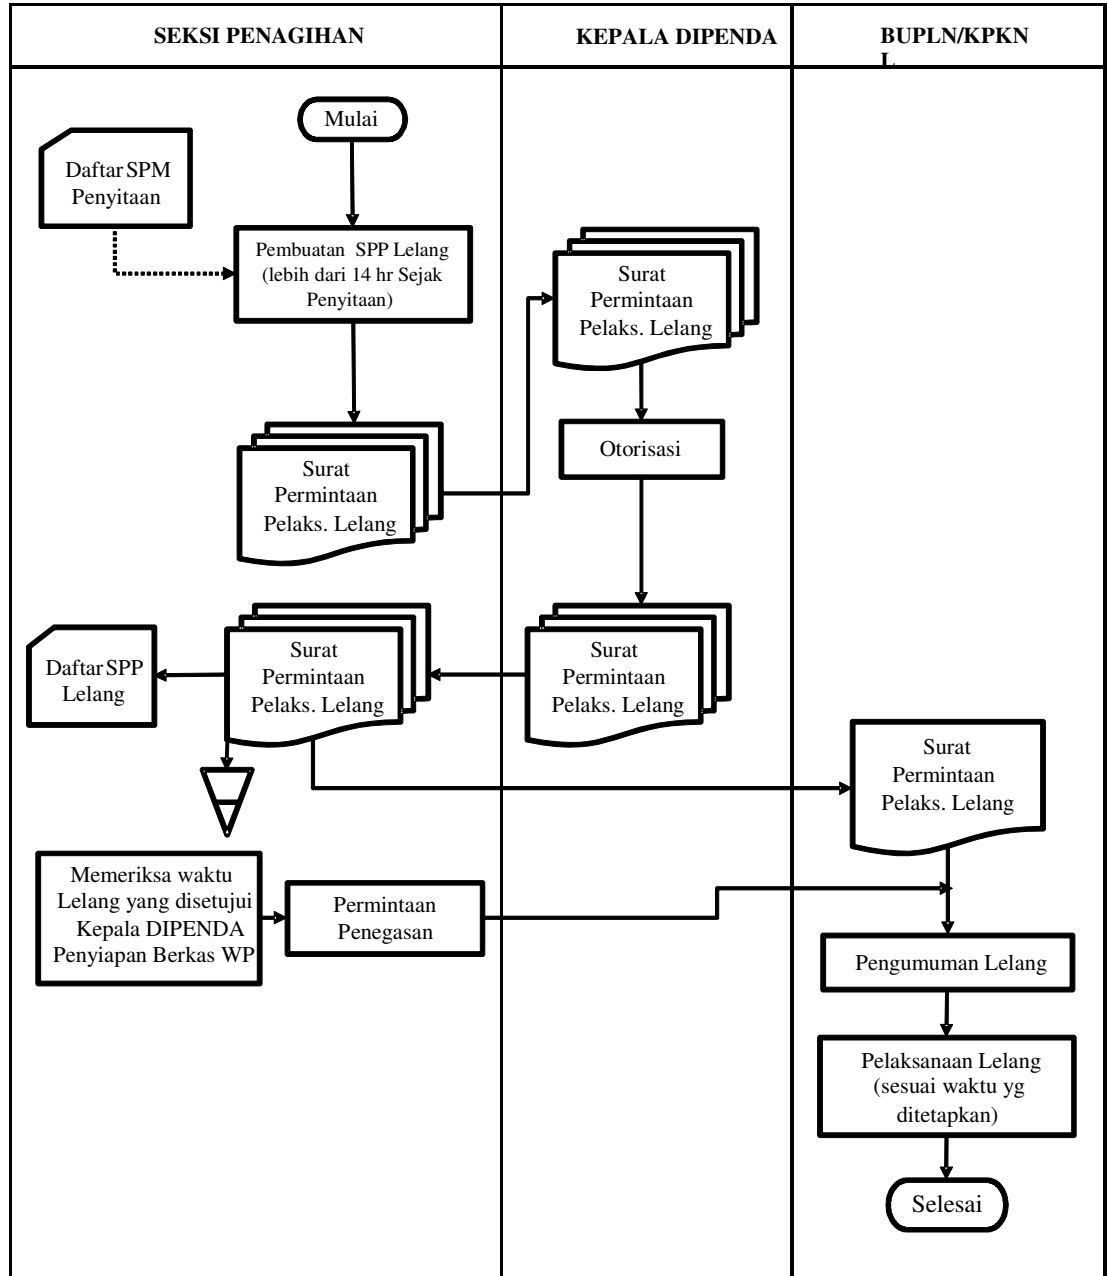 SEKSI PENAGIHAN
KEPALA DIPENDA
BUPLN/KPKN
L
Mulai
Daftar SPM
Penyitaan
Pembuatan SPP Lelang
(lebih dari 14 hr Sejak
Penyitaan)
Surat
Permintaan
Pelaks. Lelang
Surat
Permintaan
Pelaks. Lelang
Otorisasi
Surat
Permintaan
Pelaks. Lelang
Surat
Permintaan
Pelaks. Lelang
Daftar SPP
Lelang
Surat
Permintaan
Pelaks. Lelang
Memeriksa waktu
Lelang yang disetujui
Kepala DIPENDA
Penyiapan Berkas WP
Permintaan
Penegasan
Pengumuman Lelang
Pelaksanaan Lelang
(sesuai waktu yg
ditetapkan)
Selesai